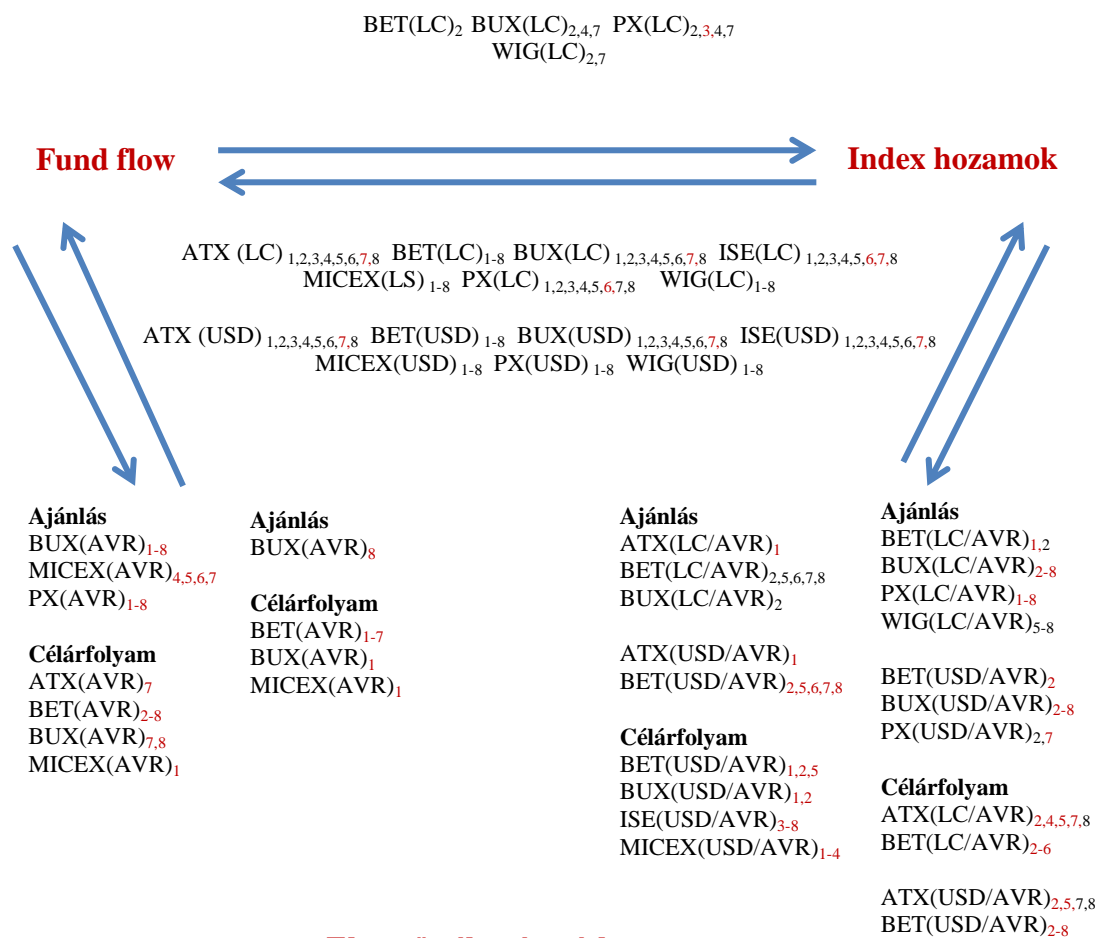 BET(LC)2 BUX(LC)2,4,7 PX(LC)2,3,4,7
WIG(LC)2,7
Fund flow
Index hozamok
ATX (LC) 1,2,3,4,5,6,7,8 BET(LC)1-8 BUX(LC) 1,2,3,4,5,6,7,8 ISE(LC) 1,2,3,4,5,6,7,8
MICEX(LS) 1-8 PX(LC) 1,2,3,4,5,6,7,8 WIG(LC)1-8
ATX (USD) 1,2,3,4,5,6,7,8 BET(USD) 1-8 BUX(USD) 1,2,3,4,5,6,7,8 ISE(USD) 1,2,3,4,5,6,7,8
MICEX(USD) 1-8 PX(USD) 1-8 WIG(USD) 1-8
Ajánlás
BUX(AVR)1-8
MICEX(AVR)4,5,6,7
PX(AVR)1-8
Célárfolyam
ATX(AVR)7
BET(AVR)2-8
BUX(AVR)7,8
MICEX(AVR)1
Ajánlás
BUX(AVR)8
Célárfolyam
BET(AVR)1-7
BUX(AVR)1
MICEX(AVR)1
Ajánlás
ATX(LC/AVR)1
BET(LC/AVR)2,5,6,7,8
BUX(LC/AVR)2
ATX(USD/AVR)1
BET(USD/AVR)2,5,6,7,8
Célárfolyam
BET(USD/AVR)1,2,5
BUX(USD/AVR)1,2
ISE(USD/AVR)3-8
MICEX(USD/AVR)1-4
Ajánlás
BET(LC/AVR)1,2
BUX(LC/AVR)2-8
PX(LC/AVR)1-8
WIG(LC/AVR)5-8
BET(USD/AVR)2
BUX(USD/AVR)2-8
PX(USD/AVR)2,7
Célárfolyam
ATX(LC/AVR)2,4,5,7,8
BET(LC/AVR)2-6
ATX(USD/AVR)2,5,7,8
BET(USD/AVR)2-8